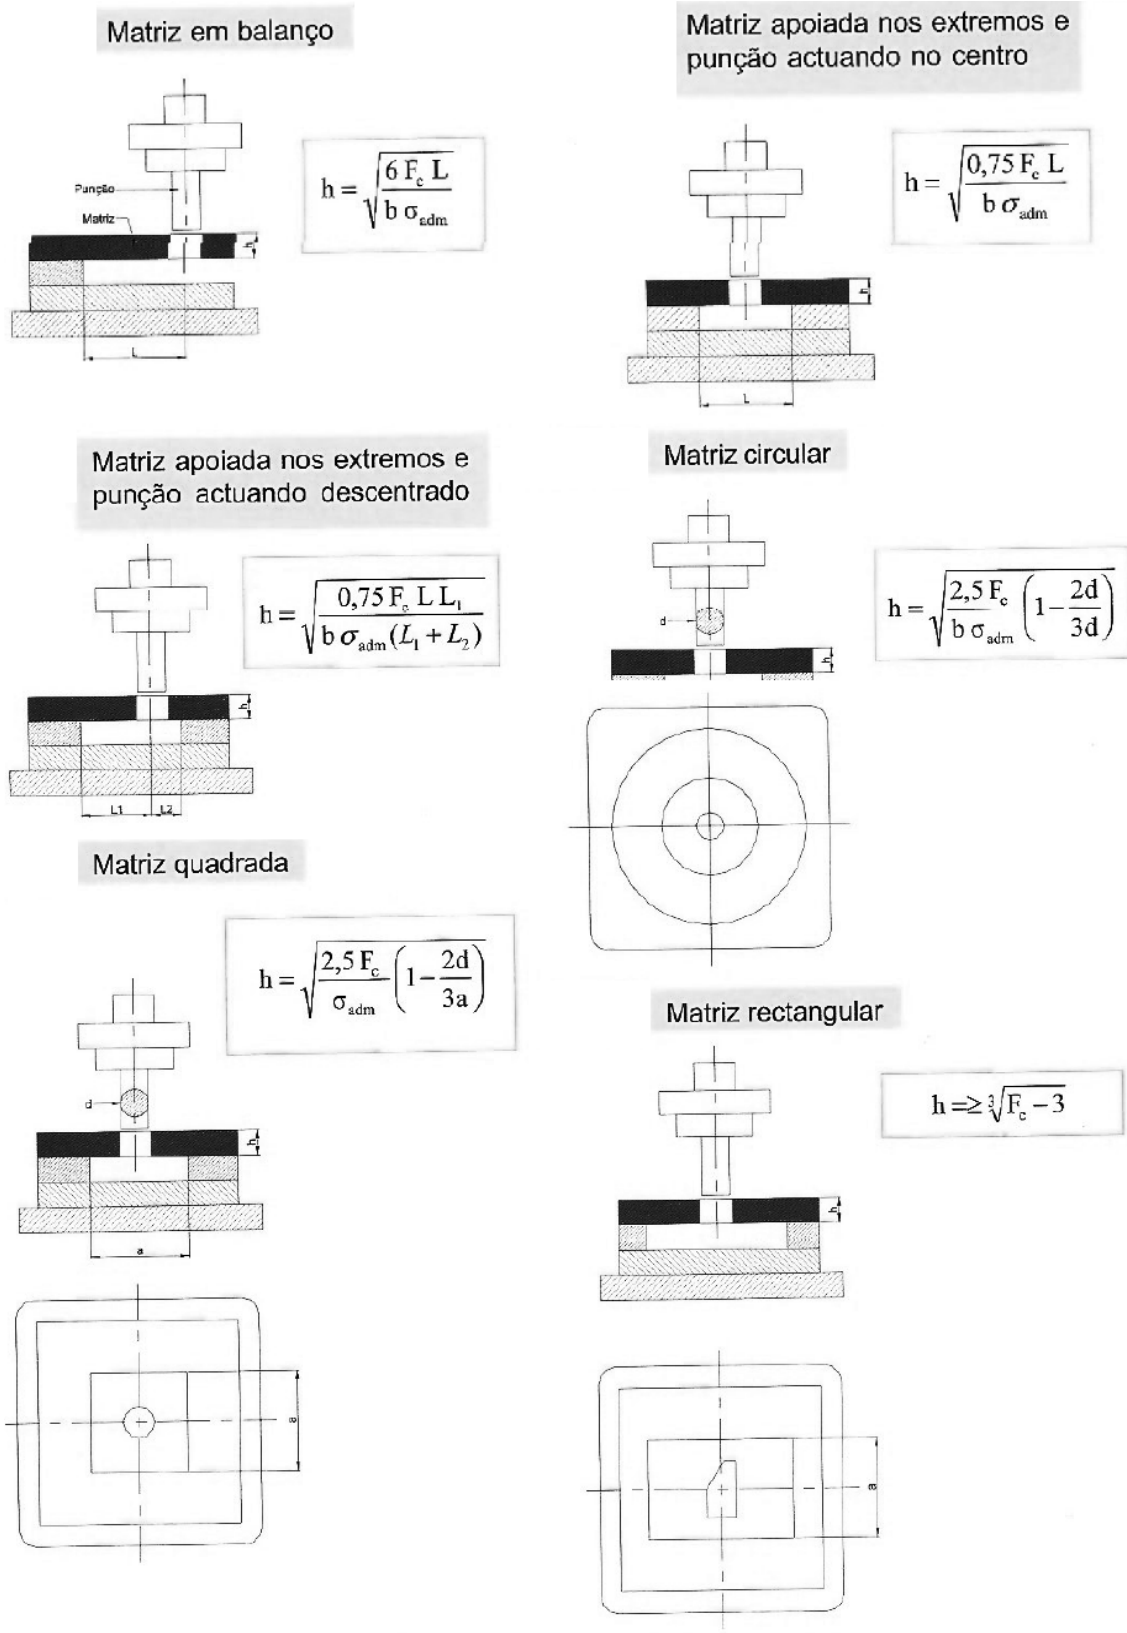 Matriz em balanço
Punção
Matriz
h
L
h = √(6 F_c L / b σ_adm)
Matriz apoiada nos extremos e
punção actuando no centro
h
L
h = √(0,75 F_c L / b σ_adm)
Matriz apoiada nos extremos e
punção actuando descentrado
h
L1
L2
h = √(0,75 F_c L L_1 / b σ_adm (L_1 + L_2))
Matriz circular
d
h
h = √(2,5 F_c / b σ_adm (1 − 2d / 3d))
Matriz quadrada
d
h
a
a
h = √(2,5 F_c / σ_adm (1 − 2d / 3a))
Matriz rectangular
h
a
h =≥ ∛(F_c − 3)